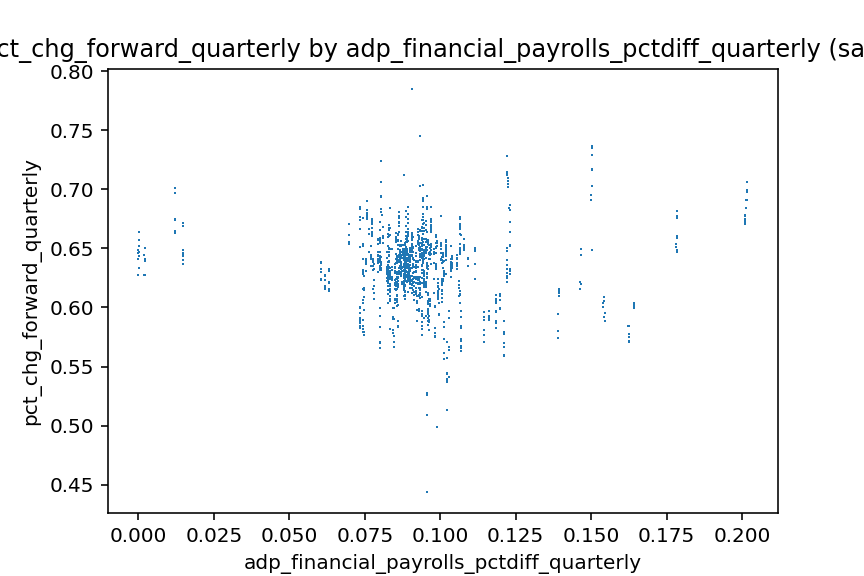 ct_chg_forward_quarterly by adp_financial_payrolls_pctdiff_quarterly (sa
0.80
0.75
0.70
0.65
0.60
0.55
0.50
0.45
pct_chg_forward_quarterly
0.000 0.025 0.050 0.075 0.100 0.125 0.150 0.175 0.200
adp_financial_payrolls_pctdiff_quarterly